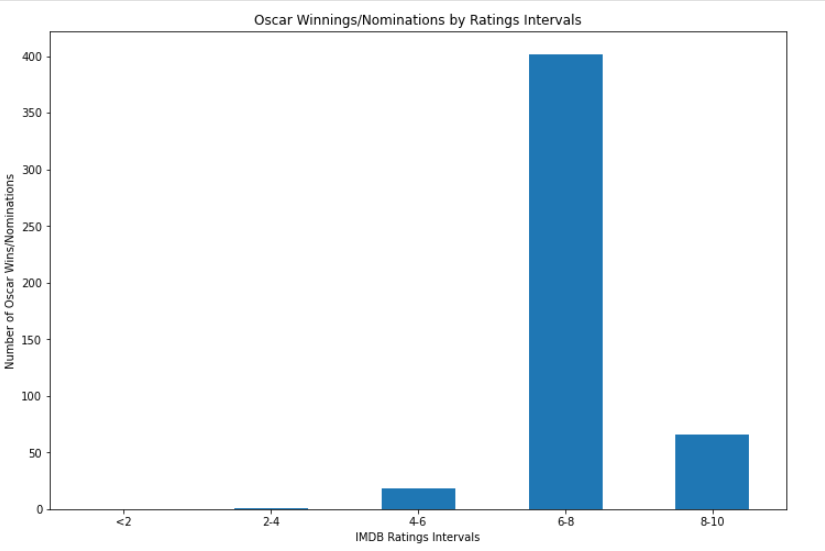 Oscar Winnings/Nominations by Ratings Intervals
400
350
300
250
200
150
100
50
0
Number of Oscar Wins/Nominations
<2 2-4 4-6 6-8 8-10
IMDB Ratings Intervals